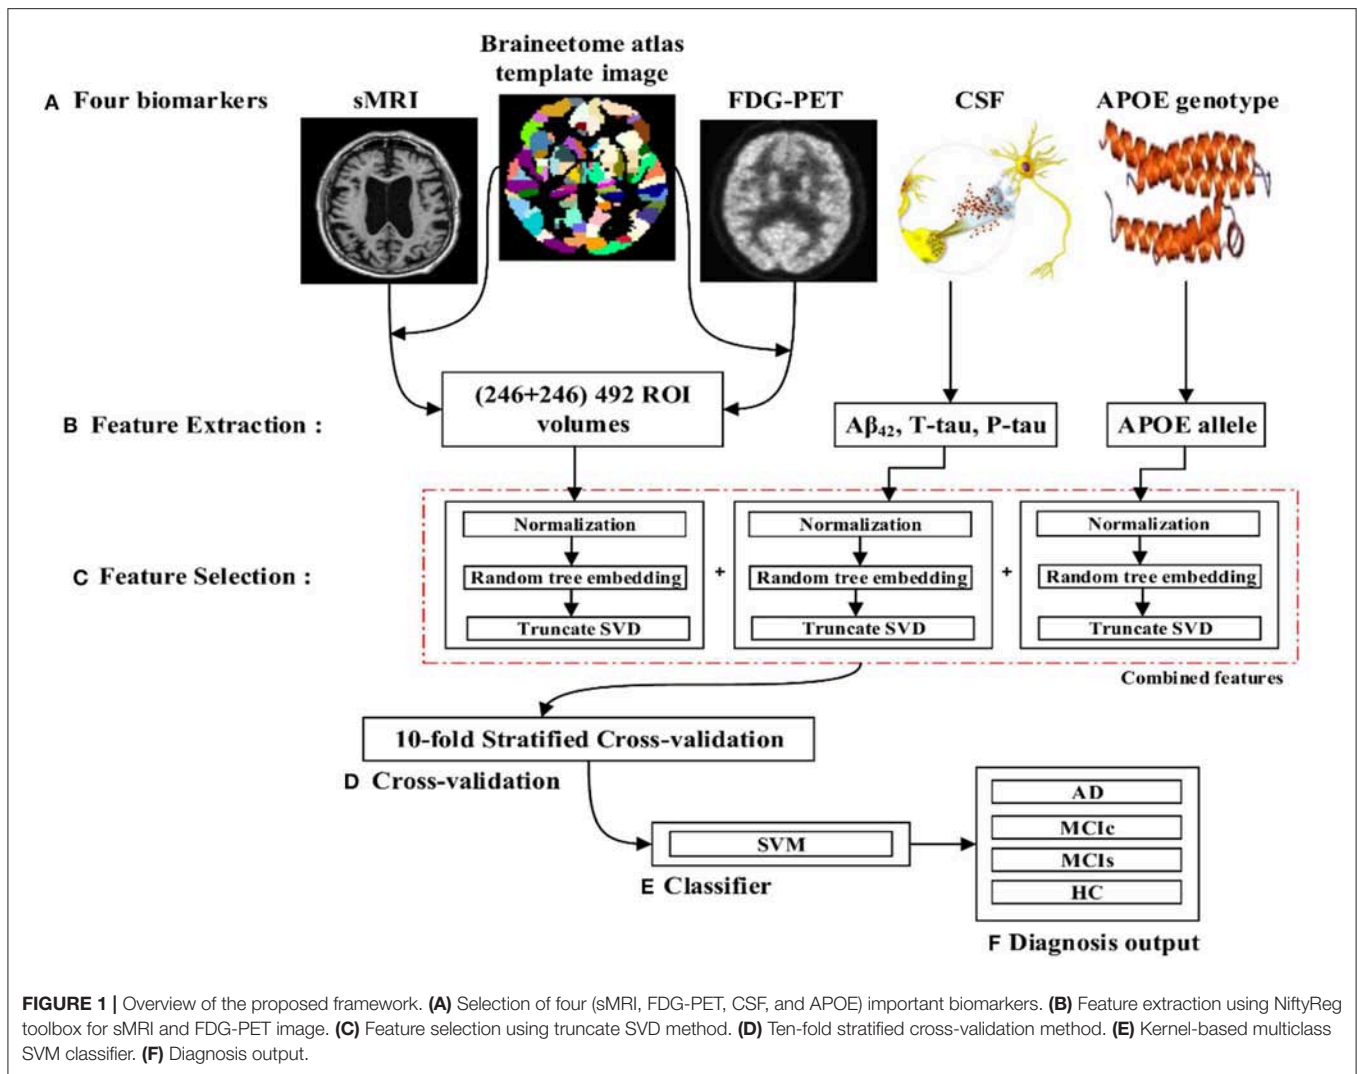 Braineetome atlas
template image
A Four biomarkers
sMRI
FDG-PET
CSF
APOE genotype
B Feature Extraction :
(246+246) 492 ROI
volumes
Aβ₄₂, T-tau, P-tau
APOE allele
C Feature Selection :
Normalization
Random tree embedding
Truncate SVD
+
Normalization
Random tree embedding
Truncate SVD
+
Normalization
Random tree embedding
Truncate SVD
Combined features
10-fold Stratified Cross-validation
D Cross-validation
SVM
E Classifier
AD
MCIc
MCIs
HC
F Diagnosis output
FIGURE 1 | Overview of the proposed framework. (A) Selection of four (sMRI, FDG-PET, CSF, and APOE) important biomarkers. (B) Feature extraction using NiftyReg
toolbox for sMRI and FDG-PET image. (C) Feature selection using truncate SVD method. (D) Ten-fold stratified cross-validation method. (E) Kernel-based multiclass
SVM classifier. (F) Diagnosis output.